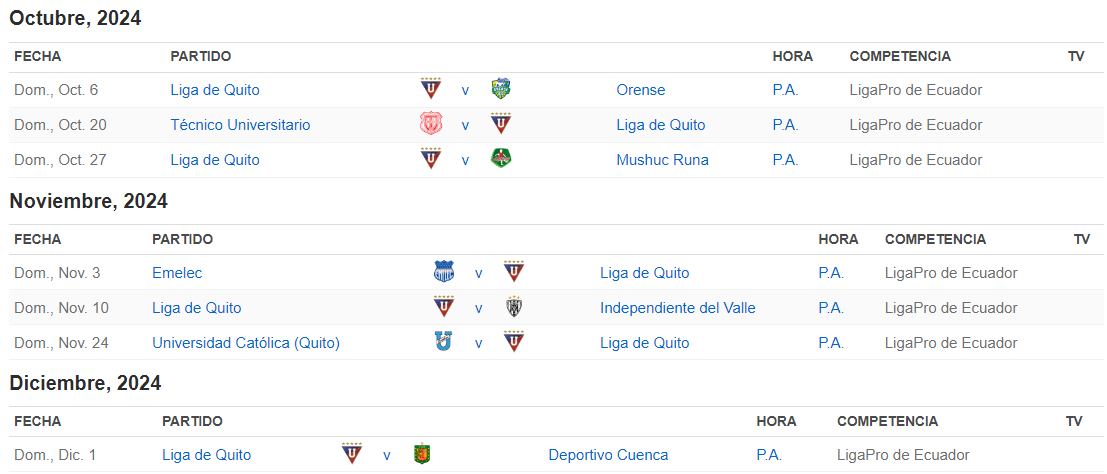 Octubre, 2024
FECHA PARTIDO HORA COMPETENCIA TV
Dom., Oct. 6 Liga de Quito v Orense P.A. LigaPro de Ecuador
Dom., Oct. 20 Técnico Universitario v Liga de Quito P.A. LigaPro de Ecuador
Dom., Oct. 27 Liga de Quito v Mushuc Runa P.A. LigaPro de Ecuador
Noviembre, 2024
FECHA PARTIDO HORA COMPETENCIA TV
Dom., Nov. 3 Emelec v Liga de Quito P.A. LigaPro de Ecuador
Dom., Nov. 10 Liga de Quito v Independiente del Valle P.A. LigaPro de Ecuador
Dom., Nov. 24 Universidad Católica (Quito) v Liga de Quito P.A. LigaPro de Ecuador
Diciembre, 2024
FECHA PARTIDO HORA COMPETENCIA TV
Dom., Dic. 1 Liga de Quito v Deportivo Cuenca P.A. LigaPro de Ecuador